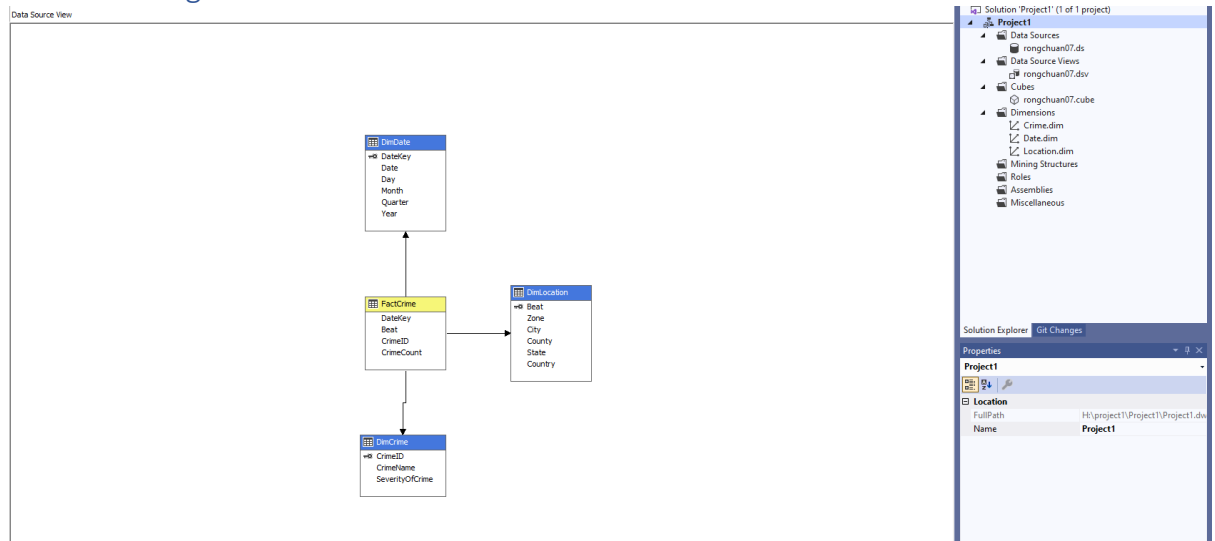 Data Source View
DimDate
DateKey
Date
Day
Month
Quarter
Year
FactCrime
DateKey
Beat
CrimeID
CrimeCount
DimLocation
Beat
Zone
City
County
State
Country
DimCrime
CrimeID
CrimeName
SeverityOfCrime
Solution 'Project1' (1 of 1 project)
Project1
Data Sources
rongchuan07.ds
Data Source Views
rongchuan07.dsv
Cubes
rongchuan07.cube
Dimensions
Crime.dim
Date.dim
Location.dim
Mining Structures
Roles
Assemblies
Miscellaneous
Solution Explorer Git Changes
Properties
Project1
Location
FullPath H:\project1\Project1\Project1.dw
Name Project1